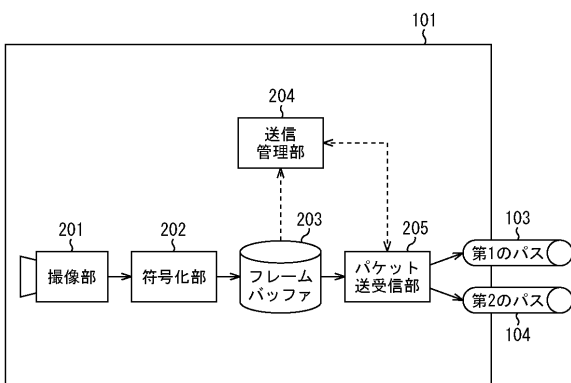 101
204
送信
管理部
201
202
203
205
103
撮像部
符号化部
フレーム
バッファ
パケット
送受信部
第1のパス
第2のパス
104